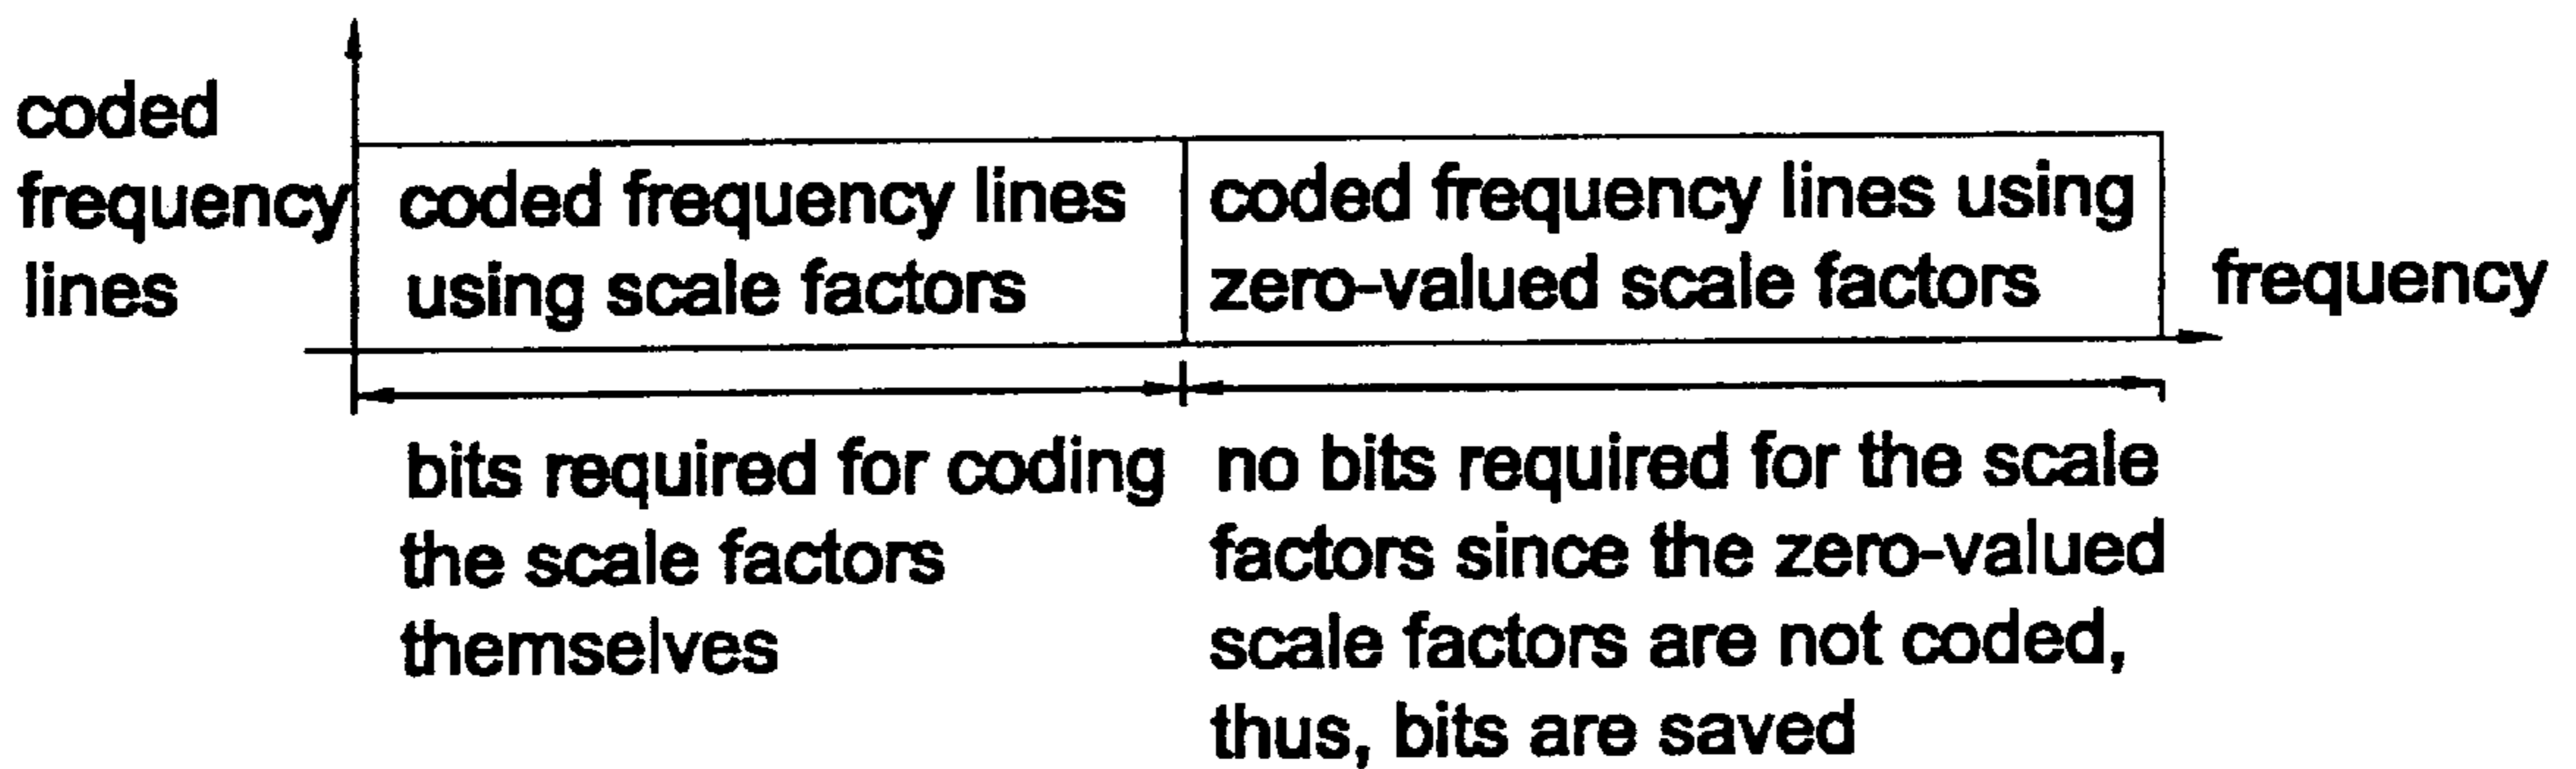 coded
frequency
lines
coded frequency lines
using scale factors
coded frequency lines using
zero-valued scale factors
frequency
bits required for coding
the scale factors
themselves
no bits required for the scale
factors since the zero-valued
scale factors are not coded,
thus, bits are saved